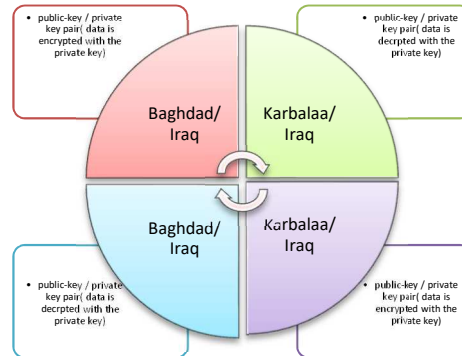 • public-key / private
key pair( data is
encrypted with the
private key)
• public-key / private
key pair( data is
decrpted with the
private key)
Baghdad/
Iraq
Karbalaa/
Iraq
Baghdad/
Iraq
Karbalaa/
Iraq
• public-key / private
key pair( data is
decrpted with the
private key)
• public-key / private
key pair( data is
encrypted with the
private key)